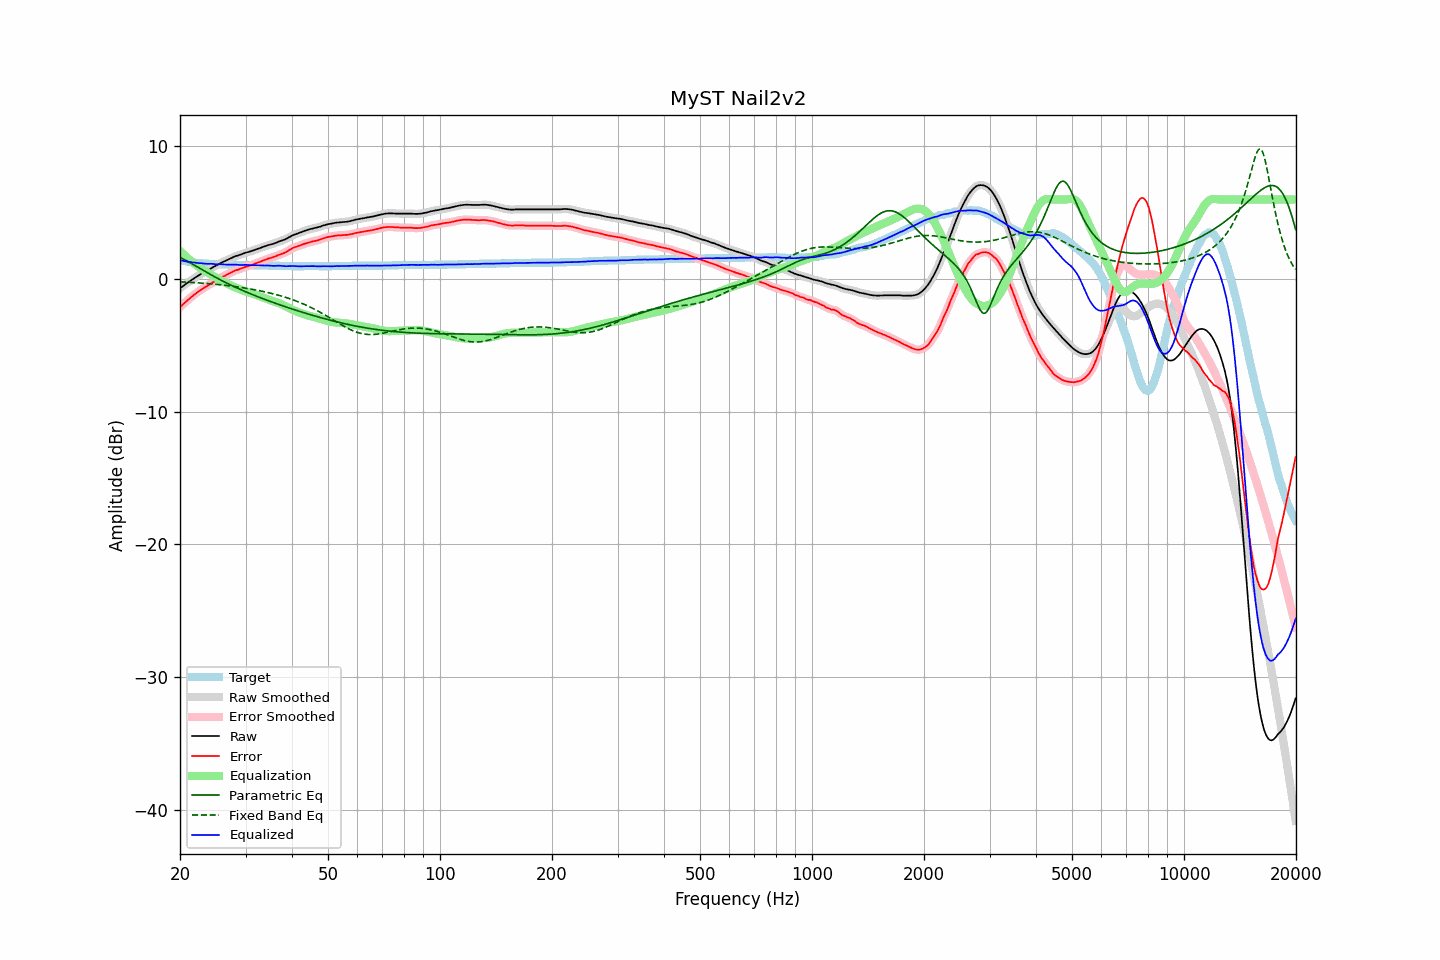 MyST Nail2v2
10
0
−10
−20
−30
−40
Amplitude (dBr)
Target
Raw Smoothed
Error Smoothed
Raw
Error
Equalization
Parametric Eq
Fixed Band Eq
Equalized
20 50 100 200 500 1000 2000 5000 10000 20000
Frequency (Hz)